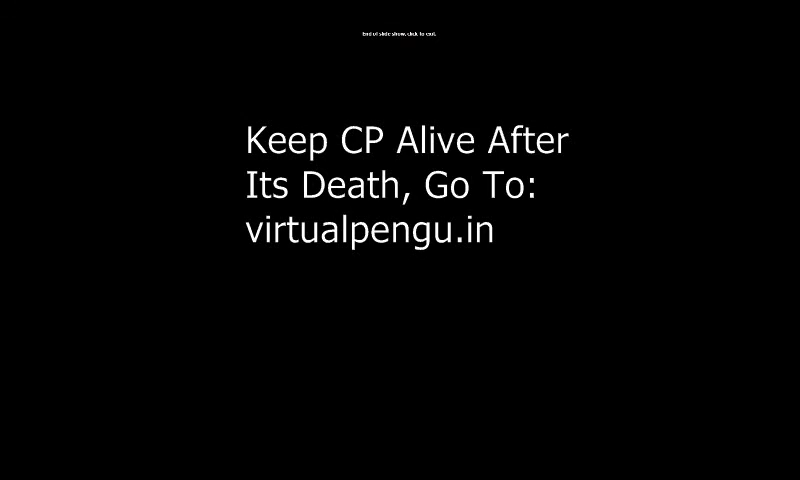 End of slide show, click to exit.
Keep CP Alive After
Its Death, Go To:
virtualpengu.in